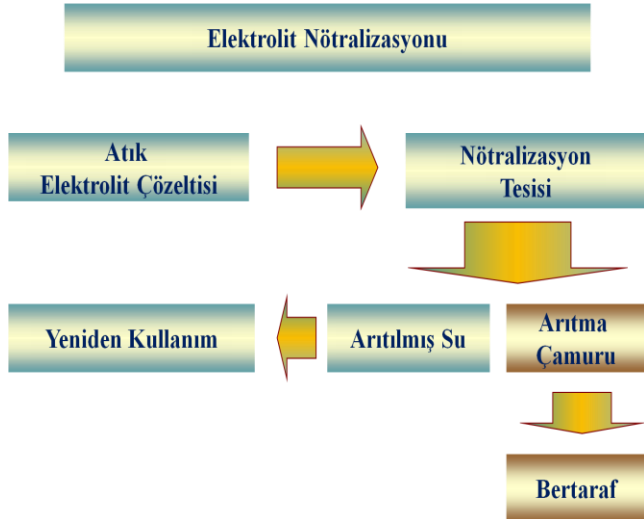 Elektrolit Nötralizasyonu
Atık
Elektrolit Çözeltisi
Nötralizasyon
Tesisi
Yeniden Kullanım
Arıtılmış Su
Arıtma
Çamuru
Bertaraf